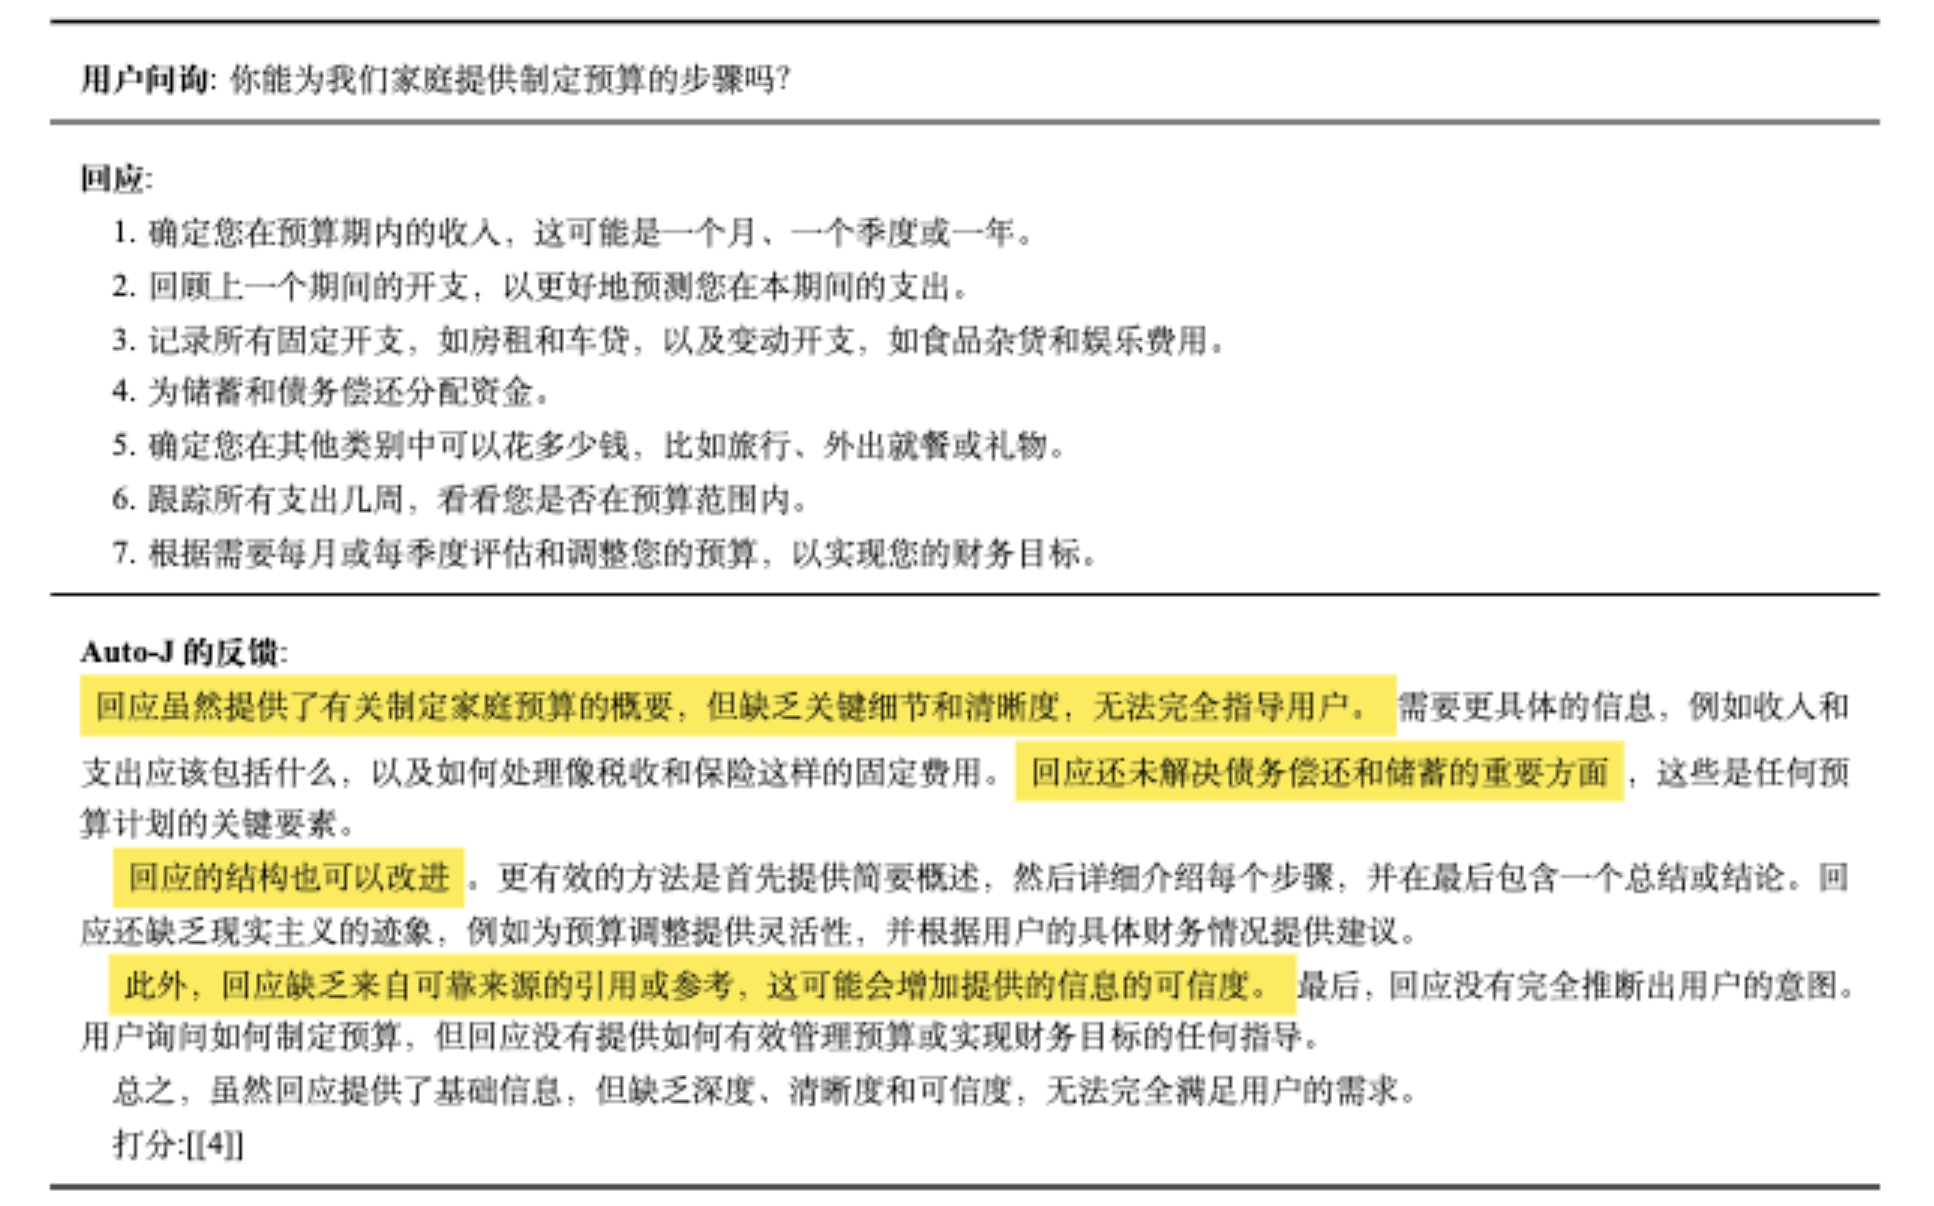 用户问询: 你能为我们家庭提供制定预算的步骤吗?
回应:
1. 确定您在预算期内的收入，这可能是一个月、一个季度或一年。
2. 回顾上一个期间的开支，以更好地预测您在本期间的支出。
3. 记录所有固定开支，如房租和车贷，以及变动开支，如食品杂货和娱乐费用。
4. 为储蓄和债务偿还分配资金。
5. 确定您在其他类别中可以花多少钱，比如旅行、外出就餐或礼物。
6. 跟踪所有支出几周，看看您是否在预算范围内。
7. 根据需要每月或每季度评估和调整您的预算，以实现您的财务目标。
Auto-J 的反馈:
回应虽然提供了有关制定家庭预算的概要，但缺乏关键细节和清晰度，无法完全指导用户。需要更具体的信息，例如收入和
支出应该包括什么，以及如何处理像税收和保险这样的固定费用。回应还未解决债务偿还和储蓄的重要方面，这些是任何预
算计划的关键要素。
回应的结构也可以改进。更有效的方法是首先提供简要概述，然后详细介绍每个步骤，并在最后包含一个总结或结论。回
应还缺乏现实主义的迹象，例如为预算调整提供灵活性，并根据用户的具体财务情况提供建议。
此外，回应缺乏来自可靠来源的引用或参考，这可能会增加提供的信息的可信度。最后，回应没有完全推断出用户的意图。
用户询问如何制定预算，但回应没有提供如何有效管理预算或实现财务目标的任何指导。
总之，虽然回应提供了基础信息，但缺乏深度、清晰度和可信度，无法完全满足用户的需求。
打分:[[4]]